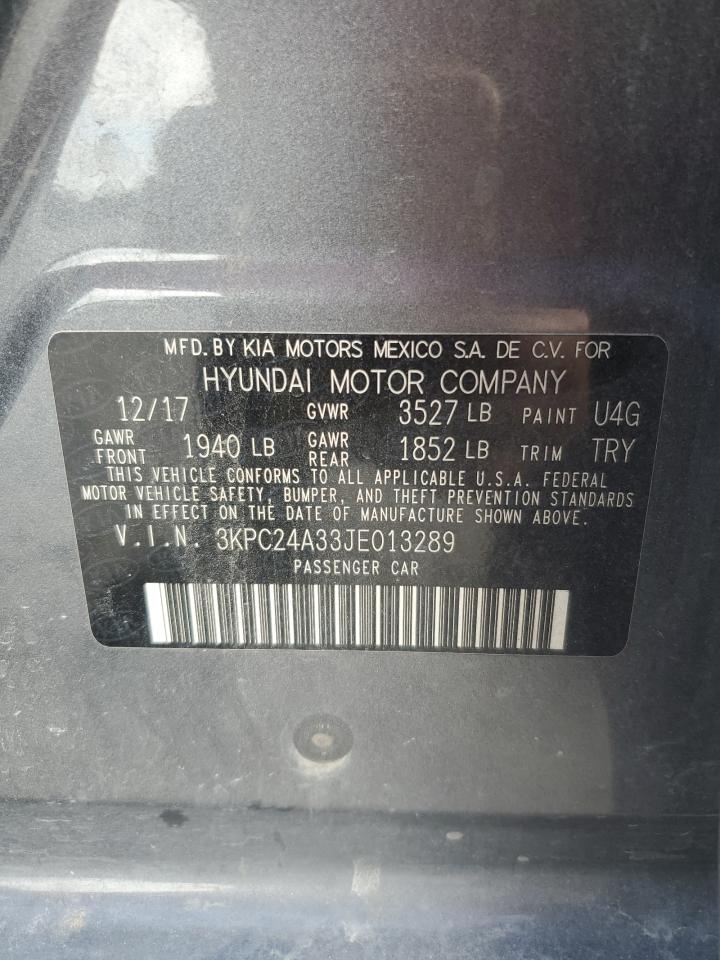 MFD. BY KIA MOTORS MEXICO S.A. DE C.V. FOR
HYUNDAI MOTOR COMPANY
12/17 GVWR 3527 LB PAINT U4G
GAWR FRONT 1940 LB GAWR REAR 1852 LB TRIM TRY
THIS VEHICLE CONFORMS TO ALL APPLICABLE U.S.A. FEDERAL
MOTOR VEHICLE SAFETY, BUMPER, AND THEFT PREVENTION STANDARDS
IN EFFECT ON THE DATE OF MANUFACTURE SHOWN ABOVE.
V.I.N. 3KPC24A33JE013289
PASSENGER CAR